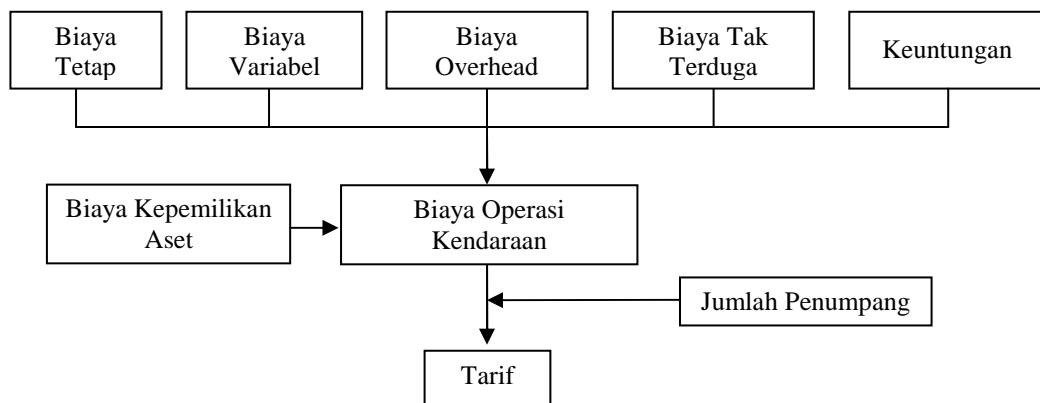 Biaya
Tetap
Biaya
Variabel
Biaya
Overhead
Biaya Tak
Terduga
Keuntungan
Biaya Kepemilikan
Aset
Biaya Operasi
Kendaraan
Jumlah Penumpang
Tarif